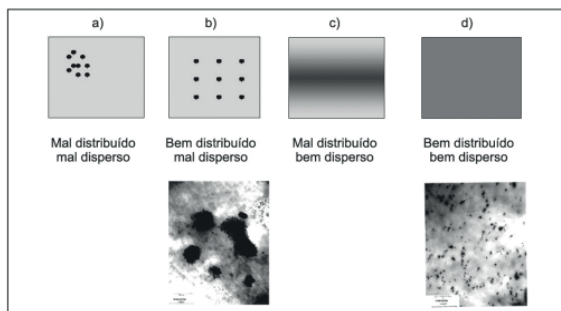 a)
b)
c)
d)
Mal distribuído
mal disperso
Bem distribuído
mal disperso
Mal distribuído
bem disperso
Bem distribuído
bem disperso